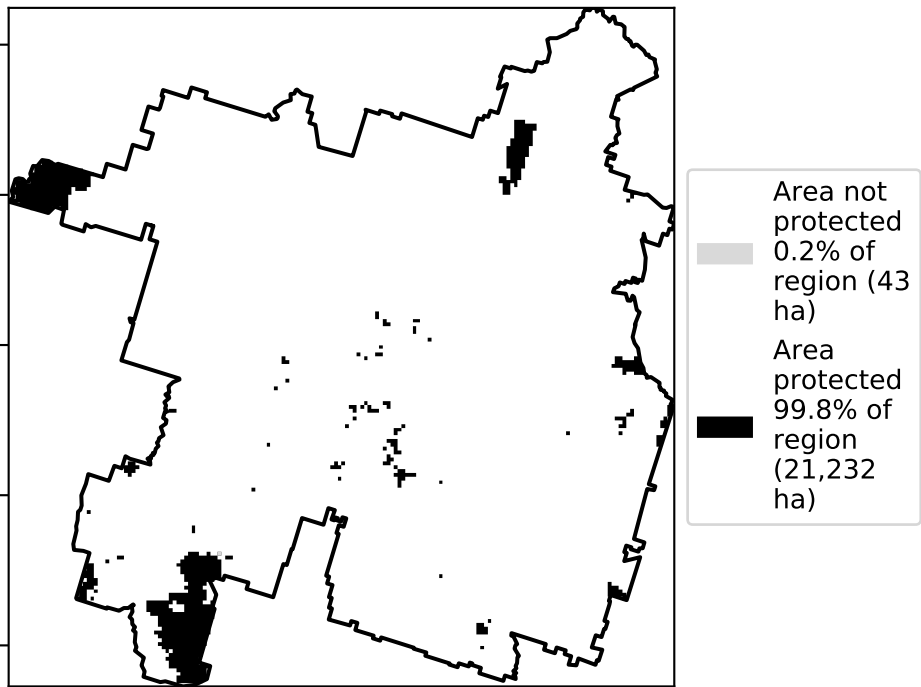 Area not
protected
0.2% of
region (43
ha)
Area
protected
99.8% of
region
(21,232
ha)